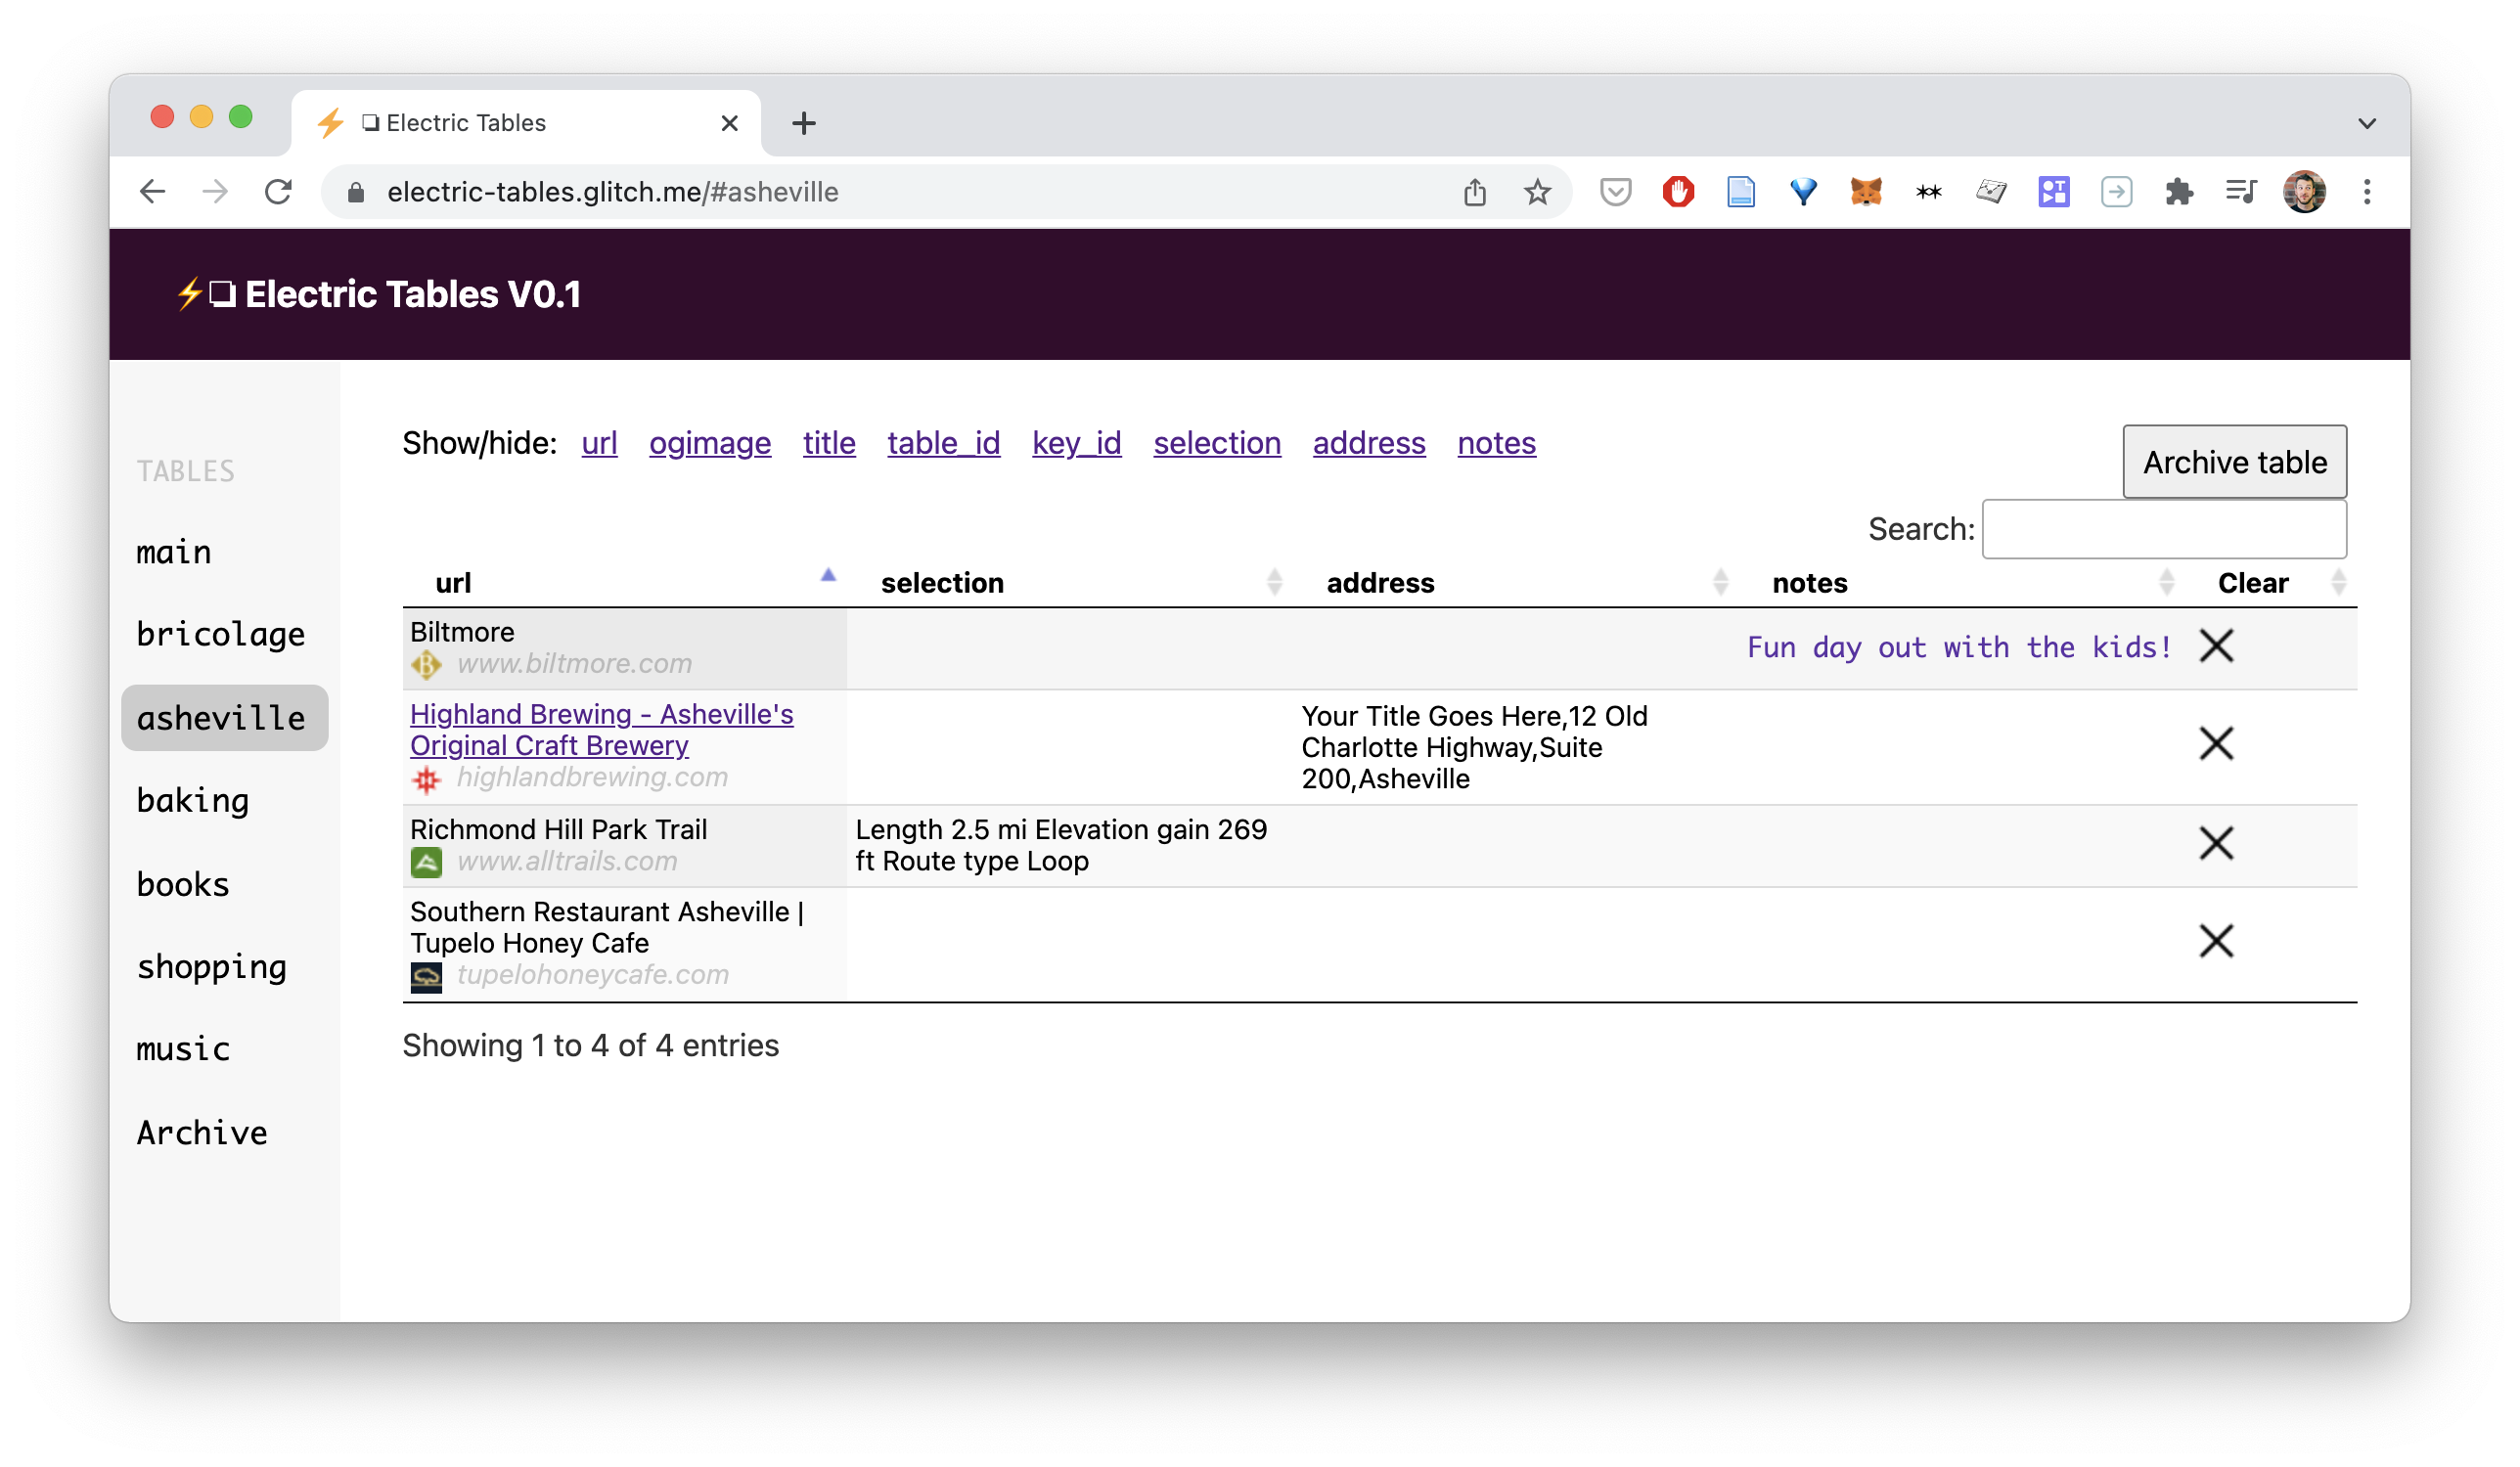 Electric Tables
electric-tables.glitch.me/#asheville
Electric Tables V0.1
TABLES
main
bricolage
asheville
baking
books
shopping
music
Archive
Show/hide: url ogimage title table_id key_id selection address notes
Archive table
Search:
url selection address notes Clear
Biltmore
www.biltmore.com
Fun day out with the kids!
Highland Brewing - Asheville's
Original Craft Brewery
highlandbrewing.com
Your Title Goes Here,12 Old
Charlotte Highway,Suite
200,Asheville
Richmond Hill Park Trail
www.alltrails.com
Length 2.5 mi Elevation gain 269
ft Route type Loop
Southern Restaurant Asheville |
Tupelo Honey Cafe
tupelohoneycafe.com
Showing 1 to 4 of 4 entries